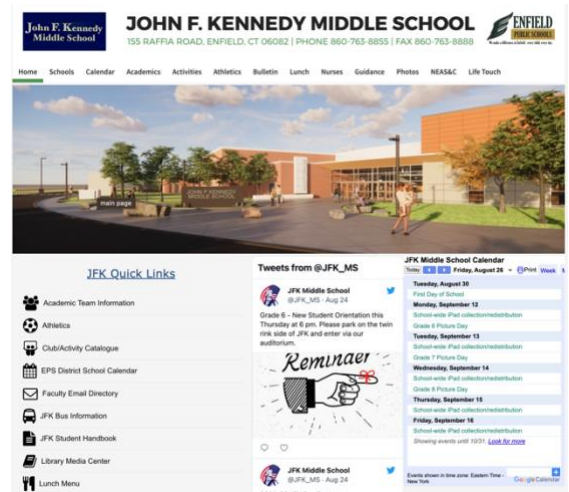 John F. Kennedy
Middle School
JOHN F. KENNEDY MIDDLE SCHOOL
155 RAFFIA ROAD, ENFIELD, CT 06082 | PHONE 860-763-8855 | FAX 860-763-8888
ENFIELD
PUBLIC SCHOOLS
Home Schools Calendar Academics Activities Athletics Bulletin Lunch Nurses Guidance Photos NEAS&C Life Touch
JOHN F. KENNEDY
MIDDLE SCHOOL
main page
JFK Quick Links
Academic Team Information
Athletics
Club/Activity Catalogue
EPS District School Calendar
Faculty Email Directory
JFK Bus Information
JFK Student Handbook
Library Media Center
Lunch Menu
Tweets from @JFK_MS
JFK Middle School
@JFK_MS · Aug 24
Grade 6 - New Student Orientation this
Thursday at 6 pm. Please park on the twin
rink side of JFK and enter via our
auditorium.
Reminder
JFK Middle School
@JFK_MS · Aug 24
JFK Middle School Calendar
Today Friday, August 26 Print Week
Tuesday, August 30
First Day of School
Monday, September 12
School-wide iPad collection/redistribution
Grade 6 Picture Day
Tuesday, September 13
School-wide iPad collection/redistribution
Grade 7 Picture Day
Wednesday, September 14
School-wide iPad collection/redistribution
Grade 8 Picture Day
Thursday, September 15
School-wide iPad collection/redistribution
Friday, September 16
School-wide iPad collection/redistribution
Showing events until 10/31. Look for more
Events shown in time zone: Eastern Time -
New York
Google Calendar